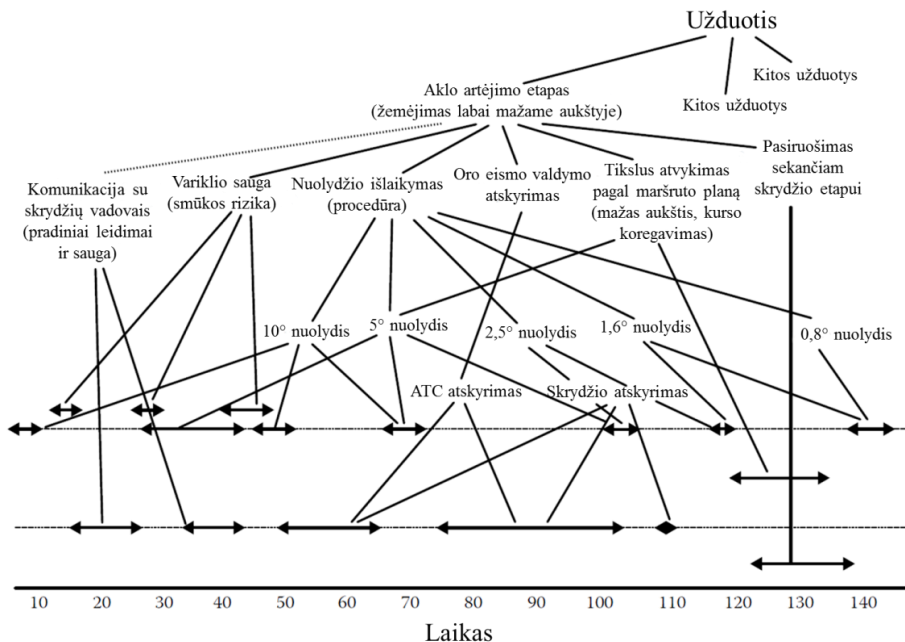 Užduotis
Kitos užduotys
Kitos užduotys
Aklo artėjimo etapas
(žemėjimas labai mažame aukštyje)
Komunikacija su
skrydžių vadovais
(pradiniai leidimai
ir sauga)
Variklio sauga
(smūkos rizika)
Nuolydžio išlaikymas
(procedūra)
Oro eismo valdymo
atskyrimas
Tikslus atvykimas
pagal maršruto planą
(mažas aukštis, kurso
koregavimas)
Pasiruošimas
sekančiam
skrydžio etapui
10° nuolydis
5° nuolydis
2,5° nuolydis
1,6° nuolydis
0,8° nuolydis
ATC atskyrimas
Skrydžio atskyrimas
10 20 30 40 50 60 70 80 90 100 110 120 130 140
Laikas